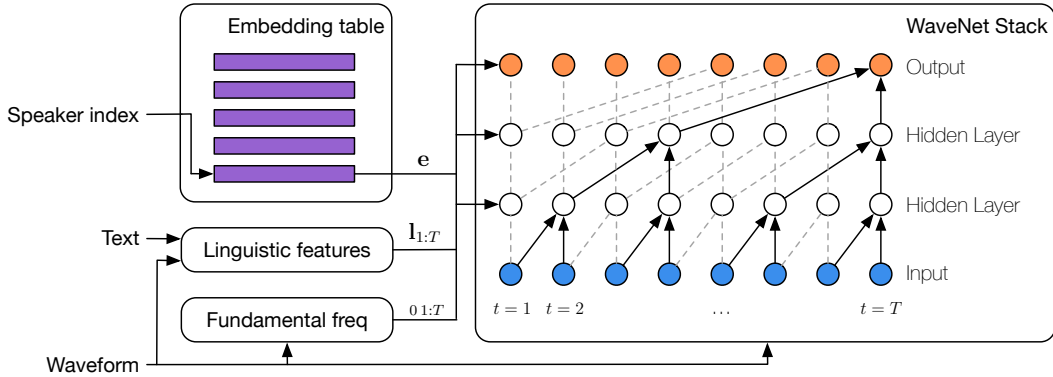 Embedding table
WaveNet Stack
Output
Speaker index
Hidden Layer
e
Hidden Layer
Text
Linguistic features
l1:T
Input
t = 1
t = 2
...
t = T
Fundamental freq
0 1:T
Waveform